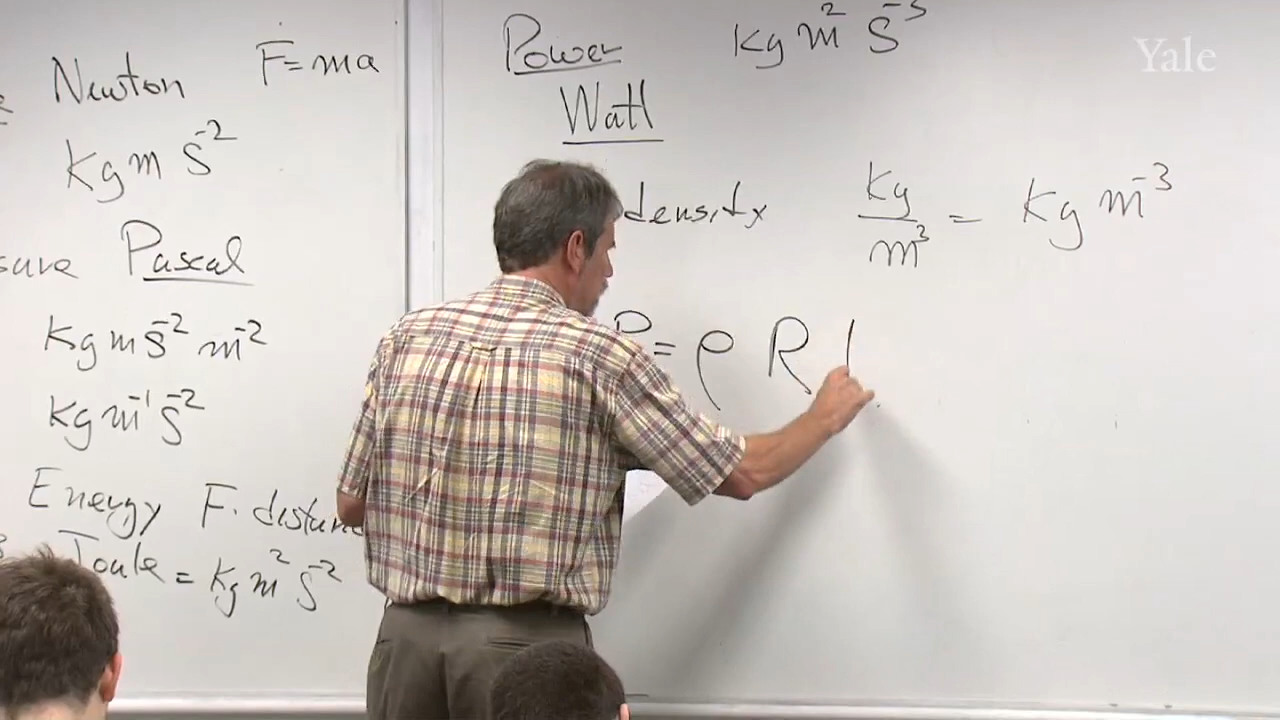 Newton F=ma
Kg m S⁻²
Pascal
Kg m S⁻² m⁻²
Kg m⁻¹ S⁻²
Energy F. distan
Joule = Kg m² S⁻²
Power Kg m² S⁻³
Watt
density Kg/m³ = Kg m⁻³
P = ρ R
Yale